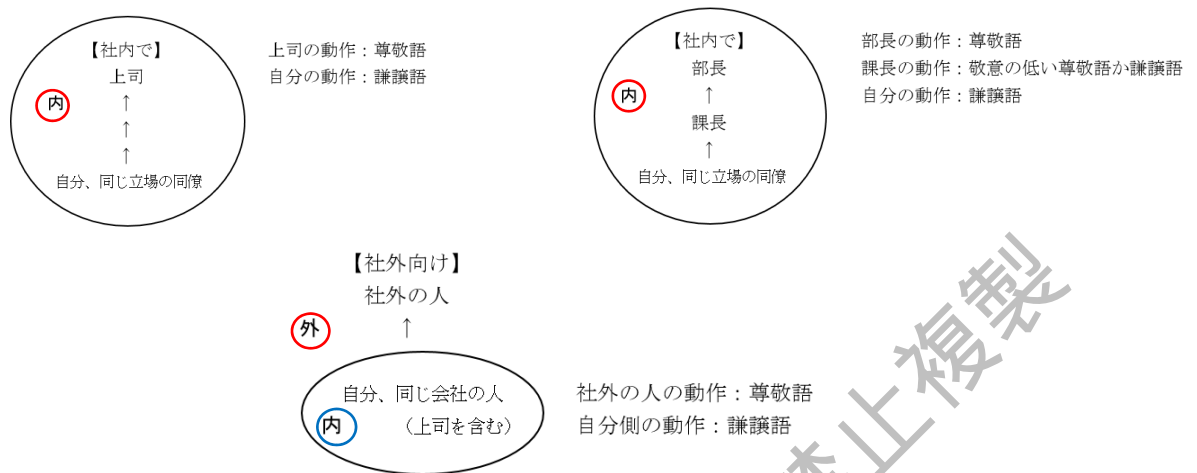 【社内で】
上司
内
↑
↑
↑
自分、同じ立場の同僚
上司の動作：尊敬語
自分の動作：謙譲語
【社内で】
部長
内
↑
課長
↑
自分、同じ立場の同僚
部長の動作：尊敬語
課長の動作：敬意の低い尊敬語か謙譲語
自分の動作：謙譲語
【社外向け】
社外の人
外
↑
自分、同じ会社の人
内
（上司を含む）
社外の人の動作：尊敬語
自分側の動作：謙譲語
禁止複製